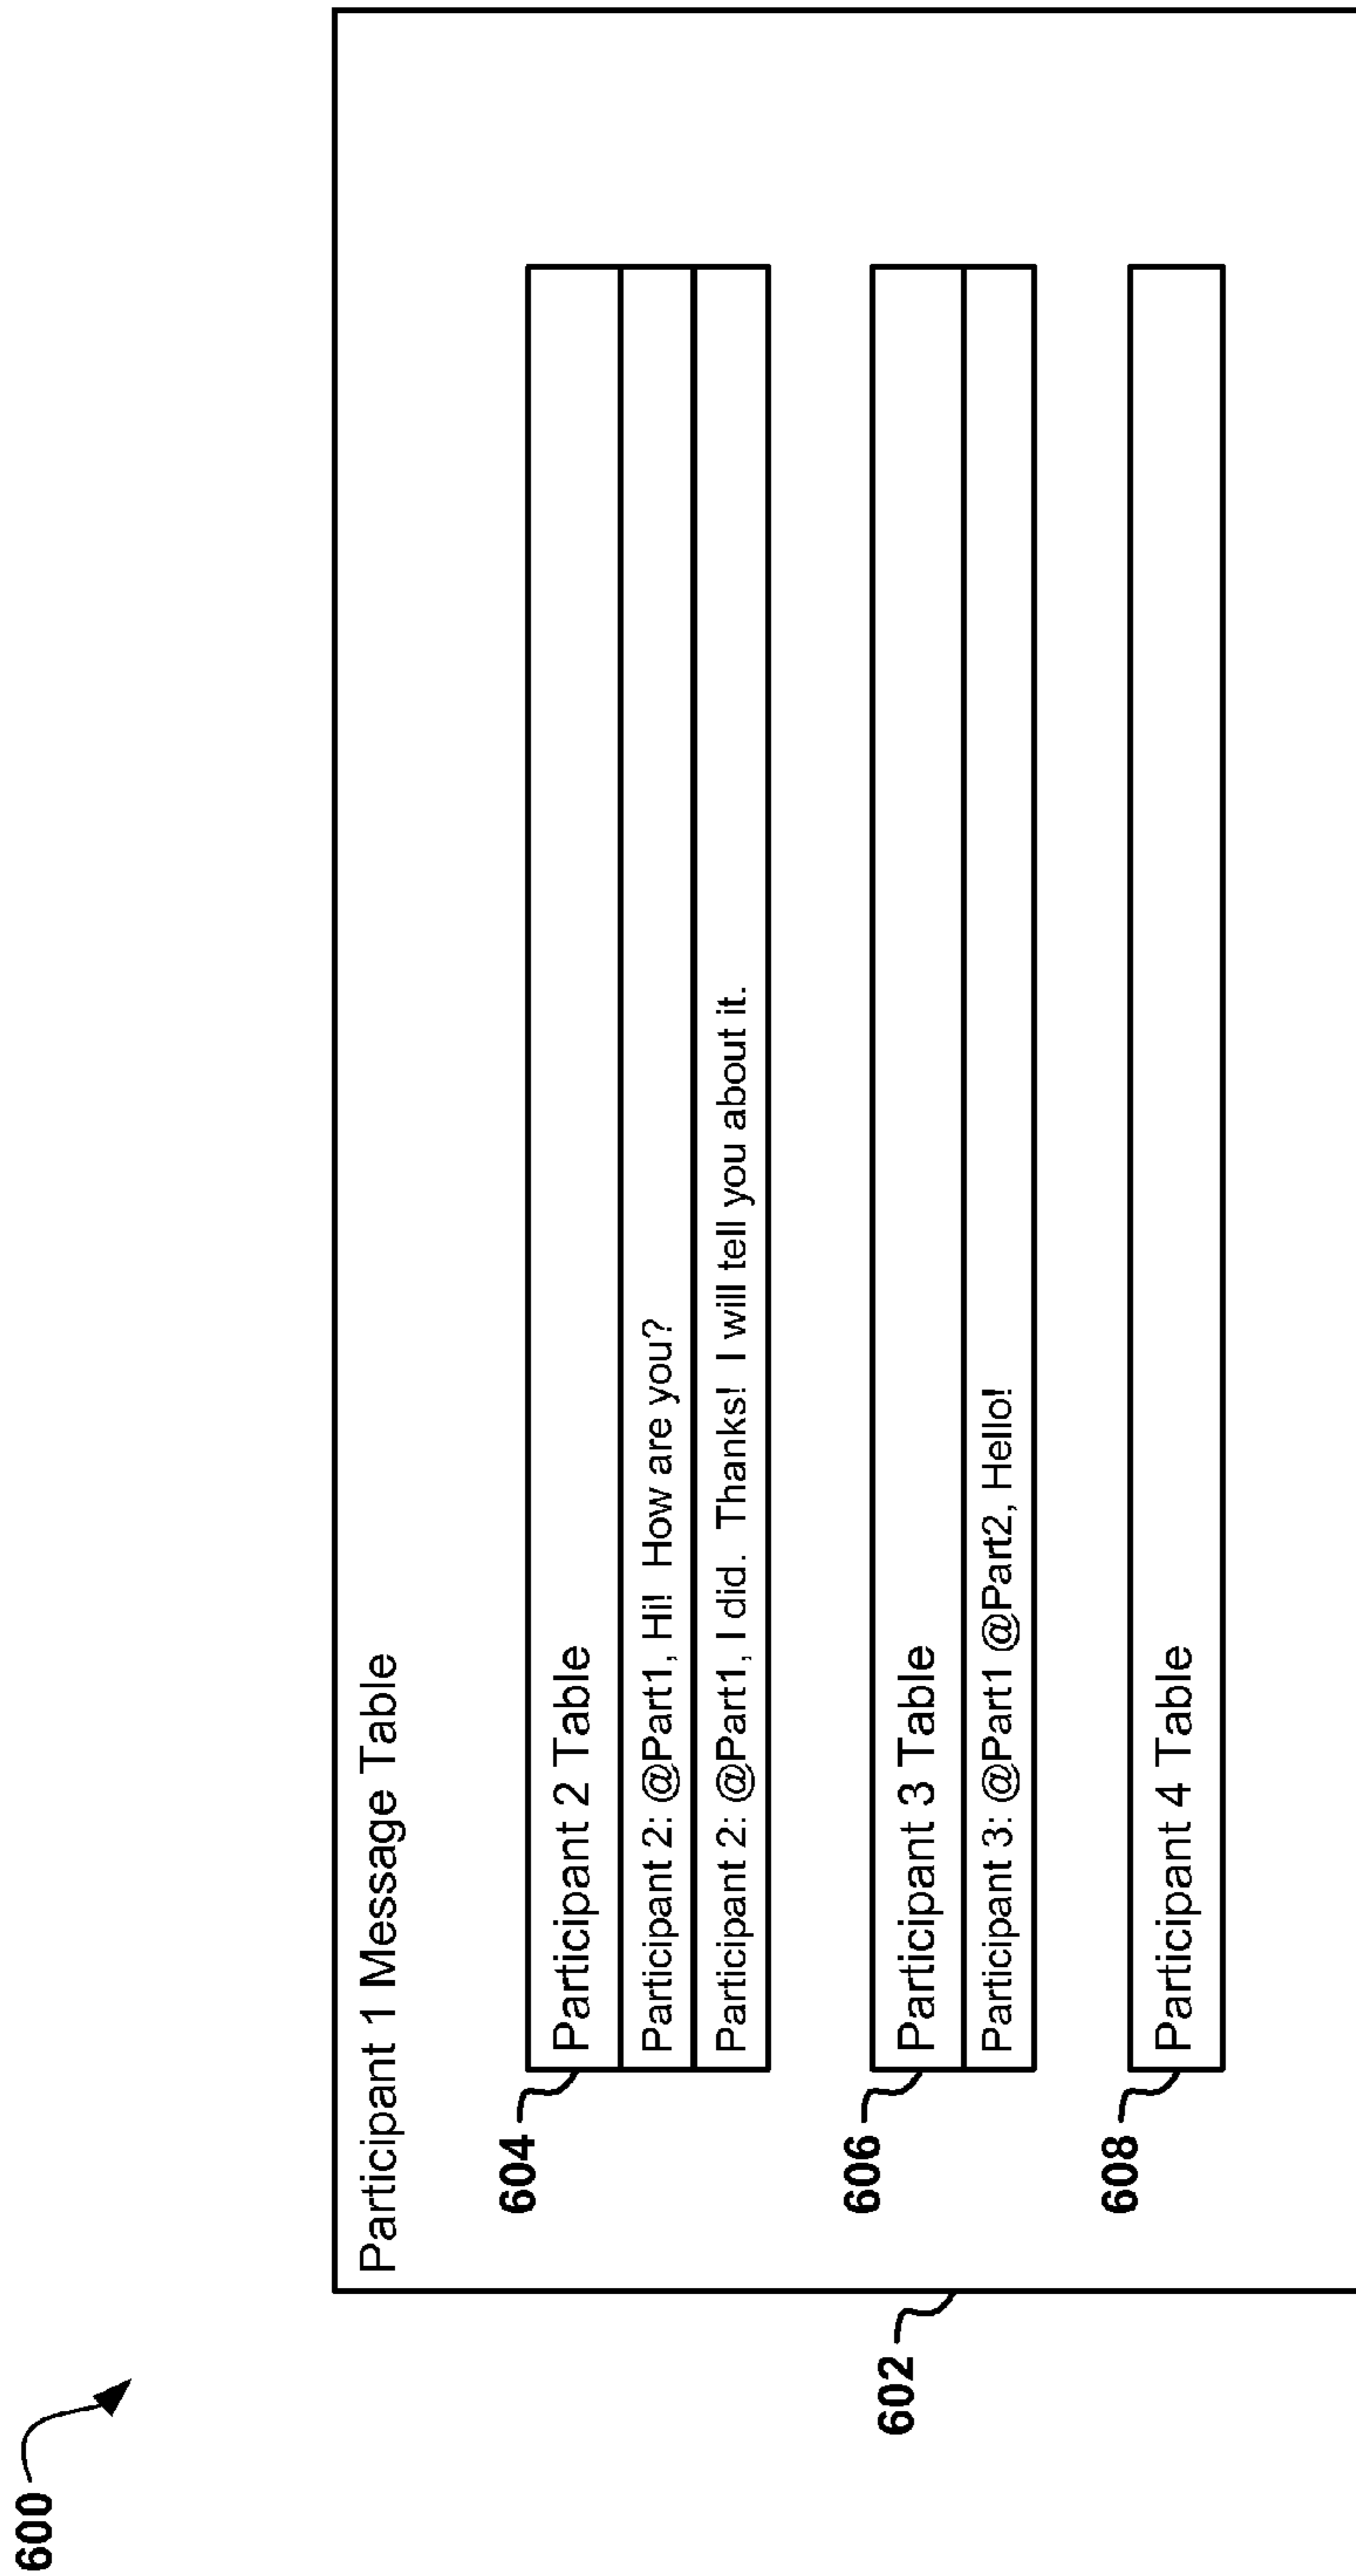 600
Participant 1 Message Table
604
Participant 2 Table
Participant 2: @Part1, Hi!  How are you?
Participant 2: @Part1, I did.  Thanks!  I will tell you about it.
606
Participant 3 Table
Participant 3: @Part1 @Part2, Hello!
602
608
Participant 4 Table